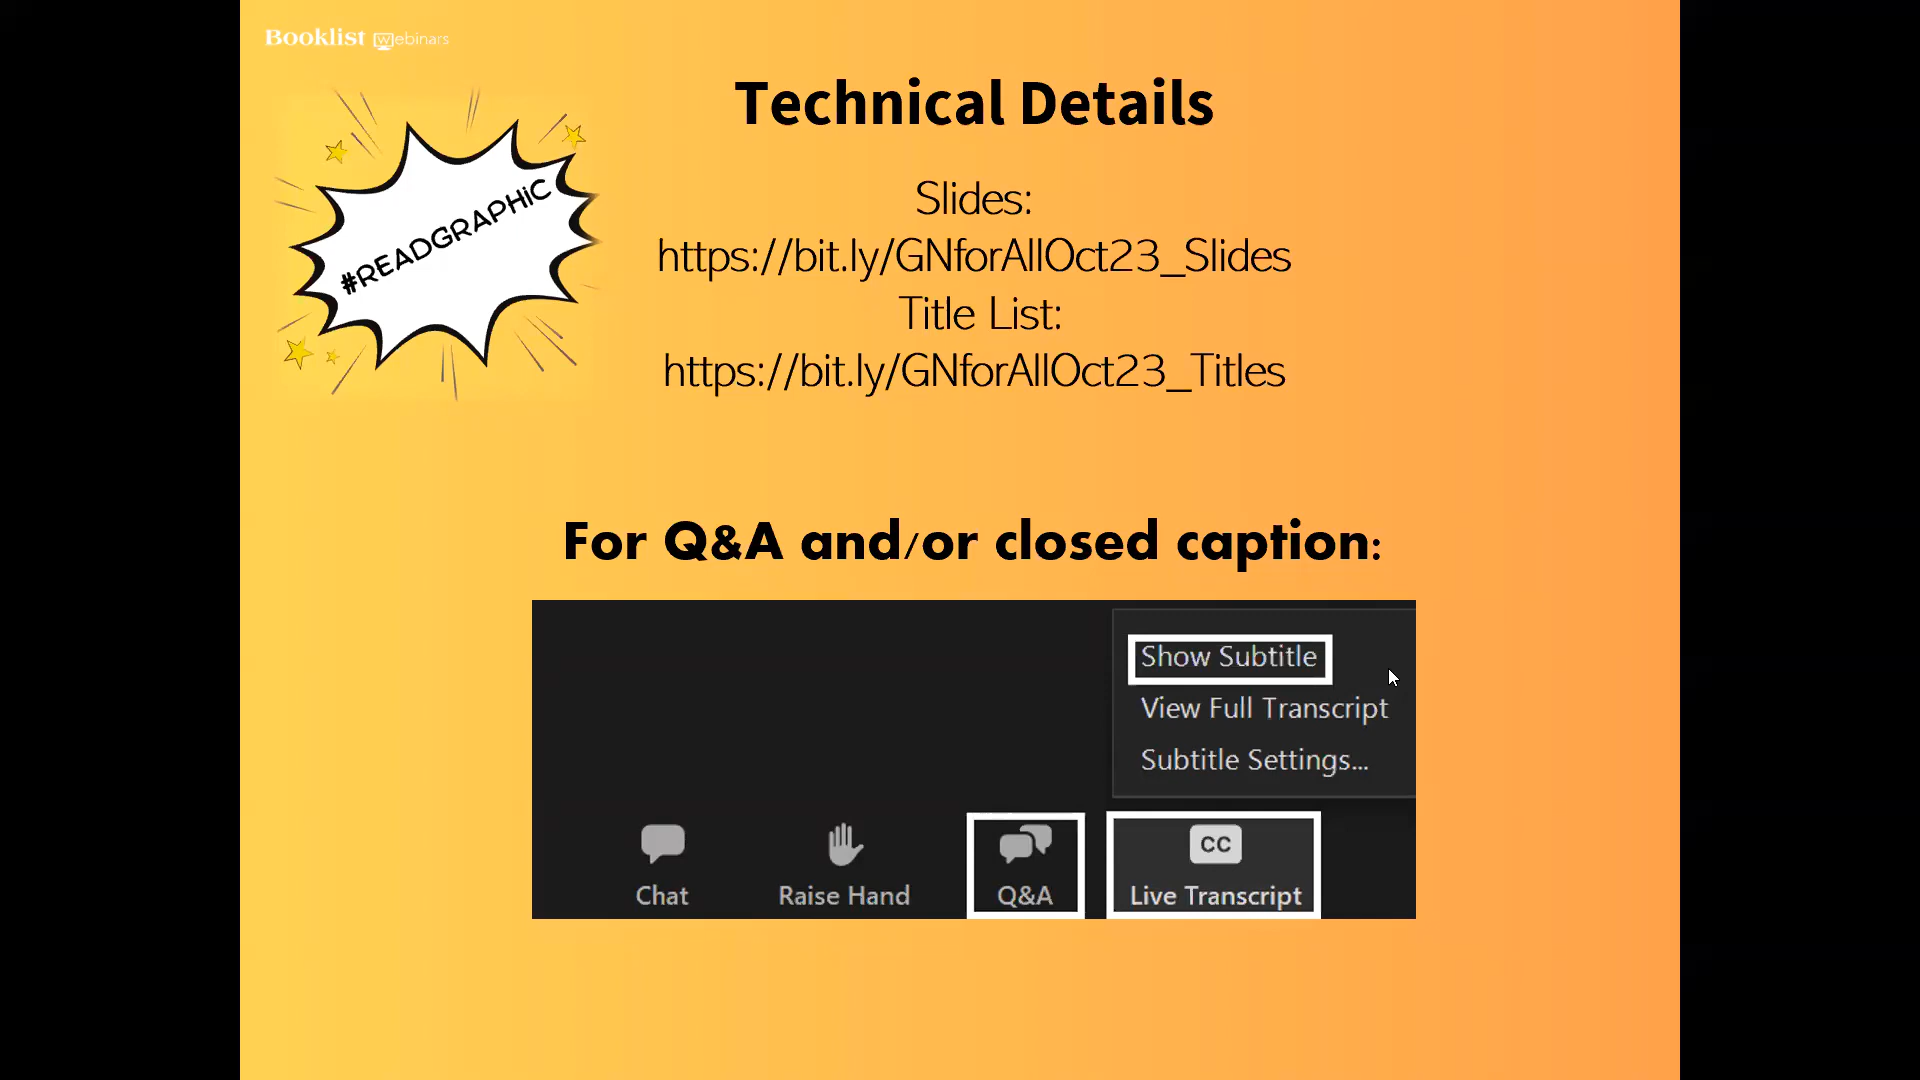 Booklist Webinars
Technical Details
#READGRAPHiC
Slides:
https://bit.ly/GNforAllOct23_Slides
Title List:
https://bit.ly/GNforAllOct23_Titles
For Q&A and/or closed caption:
Show Subtitle
View Full Transcript
Subtitle Settings...
CC
Chat
Raise Hand
Q&A
Live Transcript